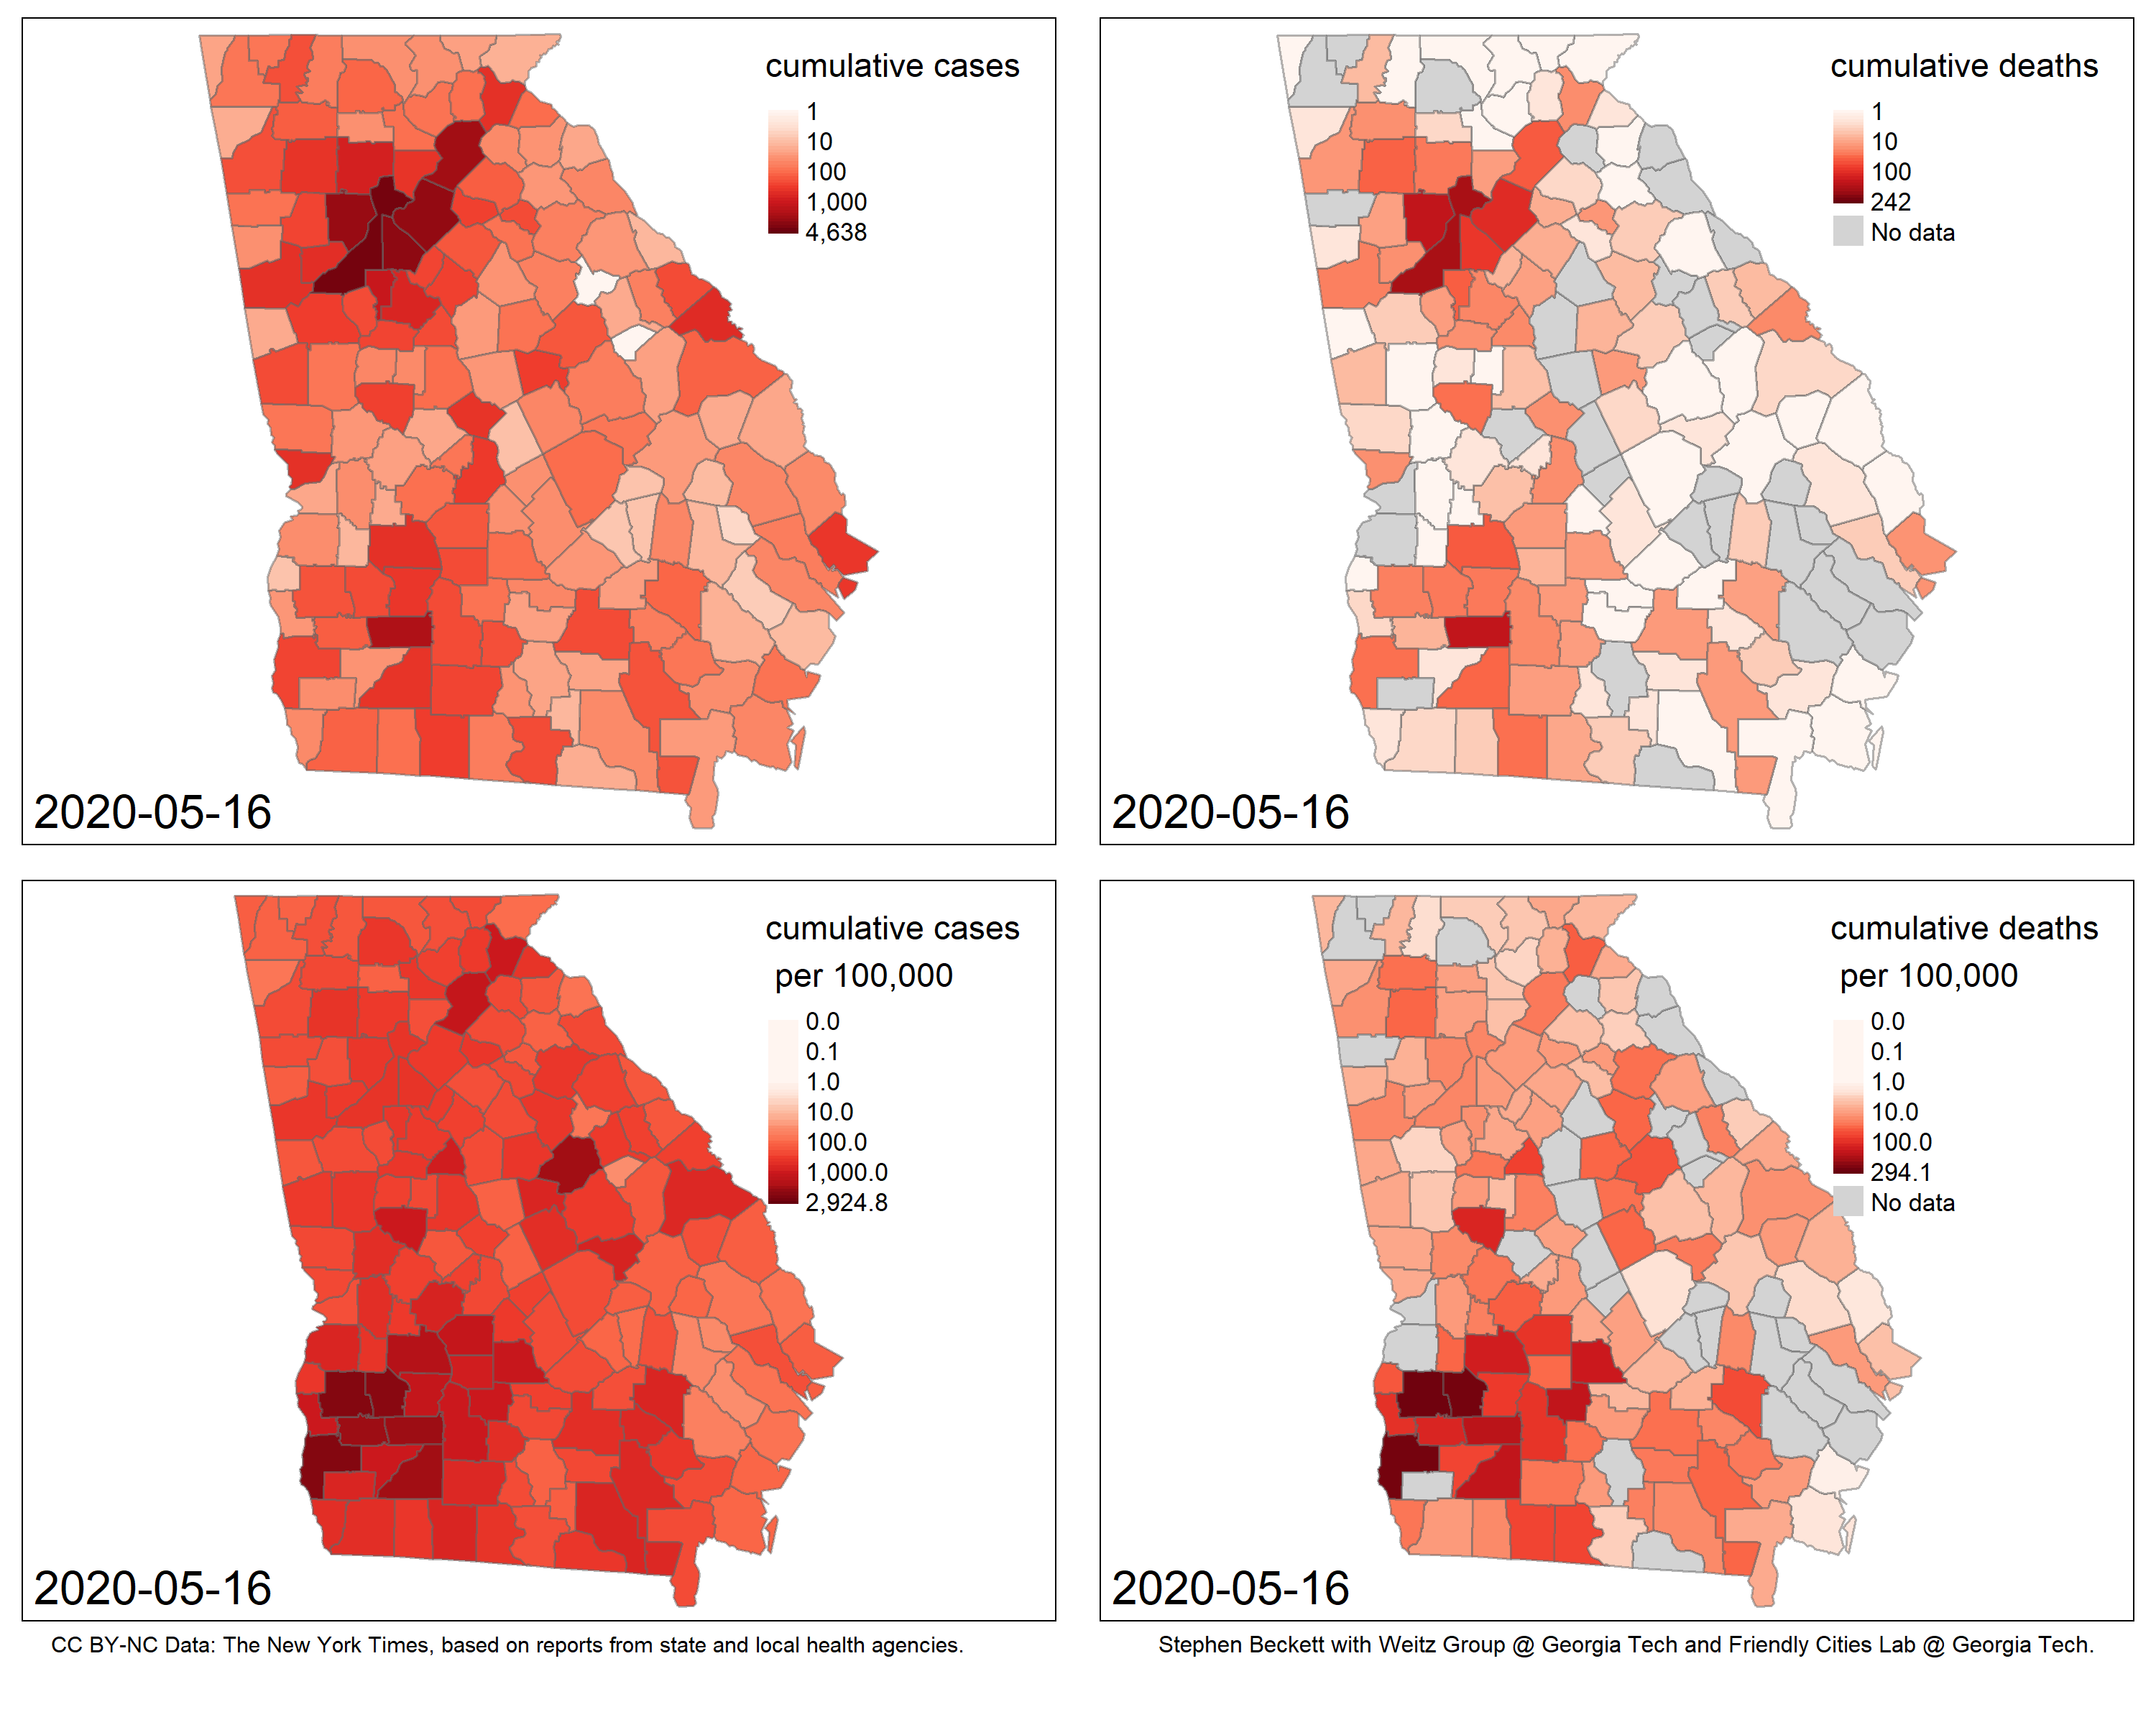 cumulative cases
1
10
100
1,000
4,638
2020-05-16
cumulative deaths
1
10
100
242
No data
2020-05-16
cumulative cases
per 100,000
0.0
0.1
1.0
10.0
100.0
1,000.0
2,924.8
2020-05-16
cumulative deaths
per 100,000
0.0
0.1
1.0
10.0
100.0
294.1
No data
2020-05-16
CC BY-NC Data: The New York Times, based on reports from state and local health agencies.
Stephen Beckett with Weitz Group @ Georgia Tech and Friendly Cities Lab @ Georgia Tech.